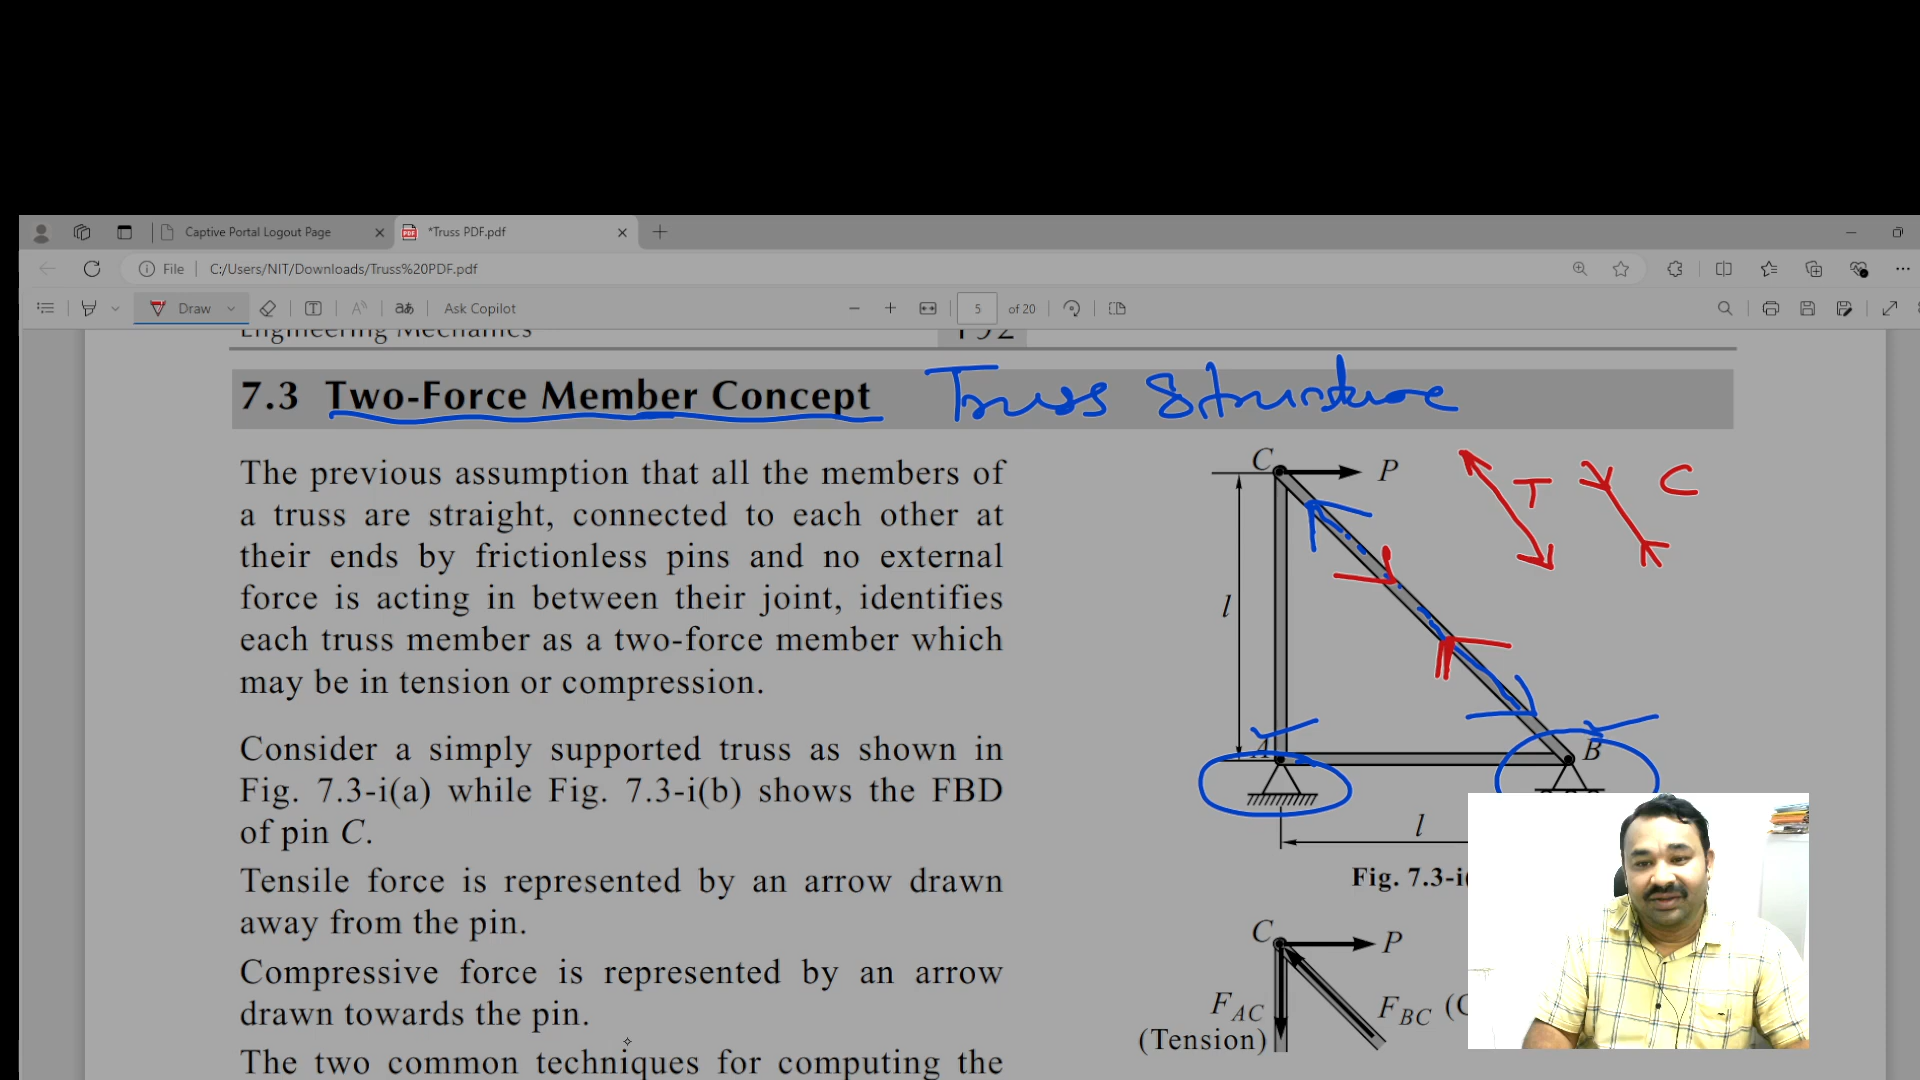 Captive Portal Logout Page
*Truss PDF.pdf
File
C:/Users/NIT/Downloads/Truss%20PDF.pdf
Draw
Ask Copilot
5
of 20
Engineering Mechanics
192
7.3 Two-Force Member Concept
Truss Structure
The previous assumption that all the members of
a truss are straight, connected to each other at
their ends by frictionless pins and no external
force is acting in between their joint, identifies
each truss member as a two-force member which
may be in tension or compression.
Consider a simply supported truss as shown in
Fig. 7.3-i(a) while Fig. 7.3-i(b) shows the FBD
of pin C.
Tensile force is represented by an arrow drawn
away from the pin.
Compressive force is represented by an arrow
drawn towards the pin.
The two common techniques for computing the
C
P
T
C
l
A
B
l
Fig. 7.3-i(
C
P
F AC
(Tension)
F BC (C